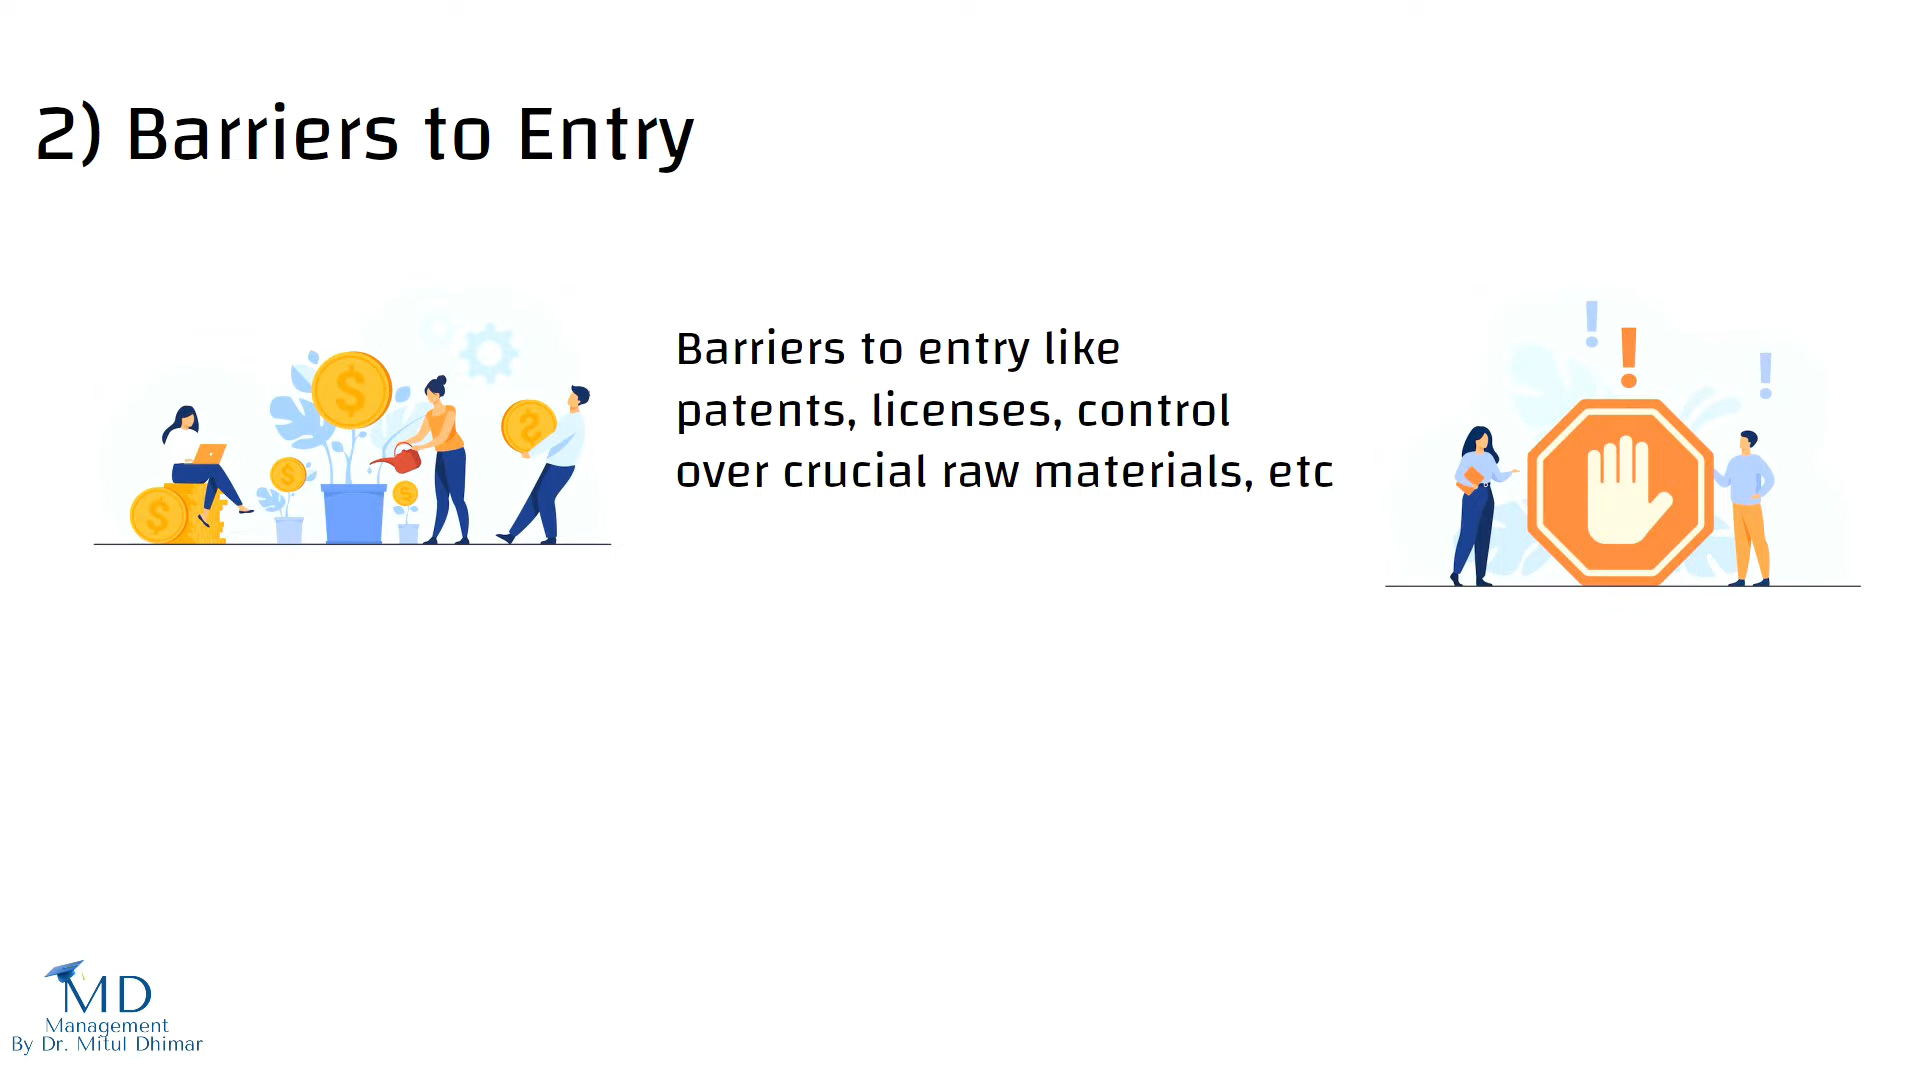 2) Barriers to Entry
Barriers to entry like
patents, licenses, control
over crucial raw materials, etc
MD
Management
By Dr. Mitul Dhimar